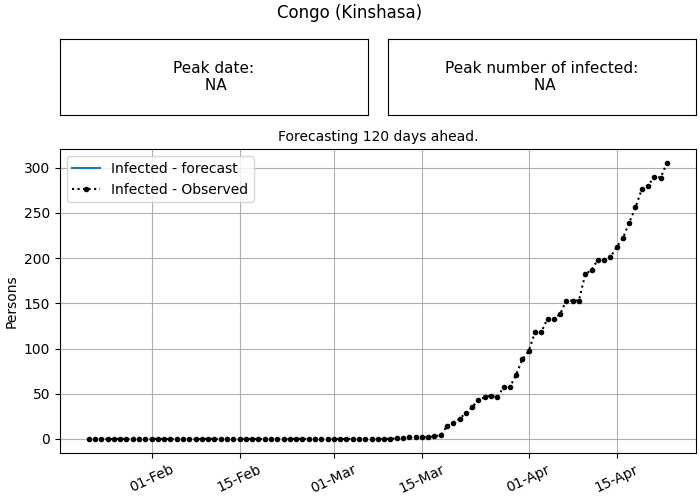 Congo (Kinshasa)
Peak date:
NA
Peak number of infected:
NA
Forecasting 120 days ahead.
Infected - forecast
Infected - Observed
Persons
300
250
200
150
100
50
0
01-Feb
15-Feb
01-Mar
15-Mar
01-Apr
15-Apr